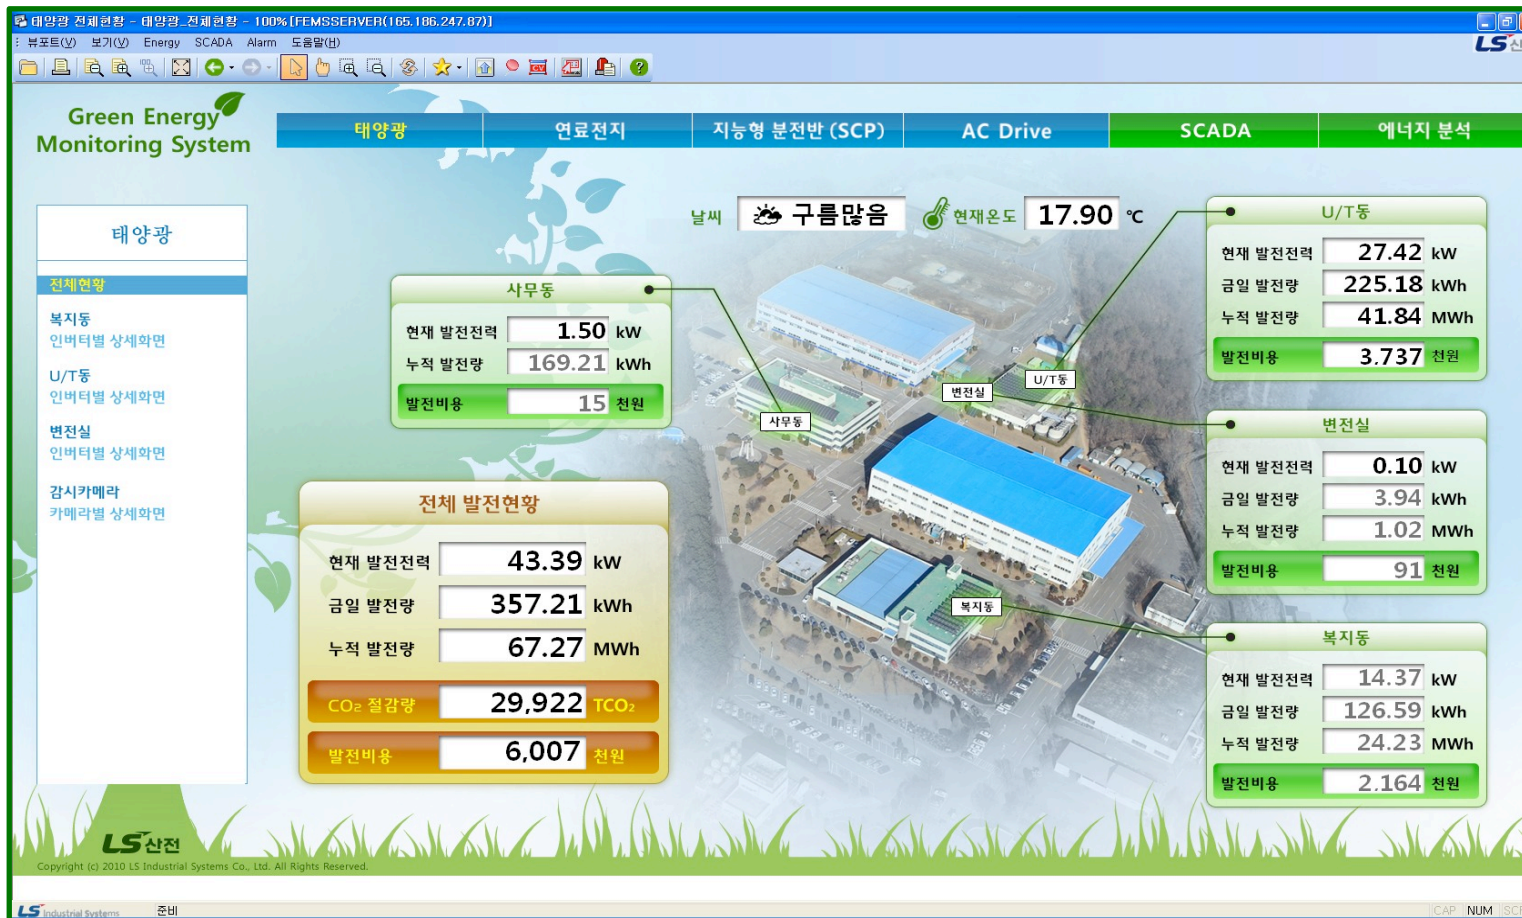 태양광 전체현황 - 태양광_전체현황 - 100% [FEMSSERVER(165.186.247.87)]
뷰포트(V) 보기(V) Energy SCADA Alarm 도움말(H)
LS산
CV
Green Energy
Monitoring System
태양광 연료전지 지능형 분전반 (SCP) AC Drive SCADA 에너지 분석
태양광
전체현황
복지동
인버터별 상세화면
U/T동
인버터별 상세화면
변전실
인버터별 상세화면
감시카메라
카메라별 상세화면
날씨 구름많음 현재온도 17.90 ℃
사무동
현재 발전전력 1.50 kW
누적 발전량 169.21 kWh
발전비용 15 천원
전체 발전현황
현재 발전전력 43.39 kW
금일 발전량 357.21 kWh
누적 발전량 67.27 MWh
CO₂ 절감량 29,922 TCO₂
발전비용 6,007 천원
사무동
변전실
U/T동
복지동
U/T동
현재 발전전력 27.42 kW
금일 발전량 225.18 kWh
누적 발전량 41.84 MWh
발전비용 3,737 천원
변전실
현재 발전전력 0.10 kW
금일 발전량 3.94 kWh
누적 발전량 1.02 MWh
발전비용 91 천원
복지동
현재 발전전력 14.37 kW
금일 발전량 126.59 kWh
누적 발전량 24.23 MWh
발전비용 2,164 천원
LS산전
Copyright (c) 2010 LS Industrial Systems Co., Ltd. All Rights Reserved.
LS Industrial Systems 준비 CAP NUM SCR